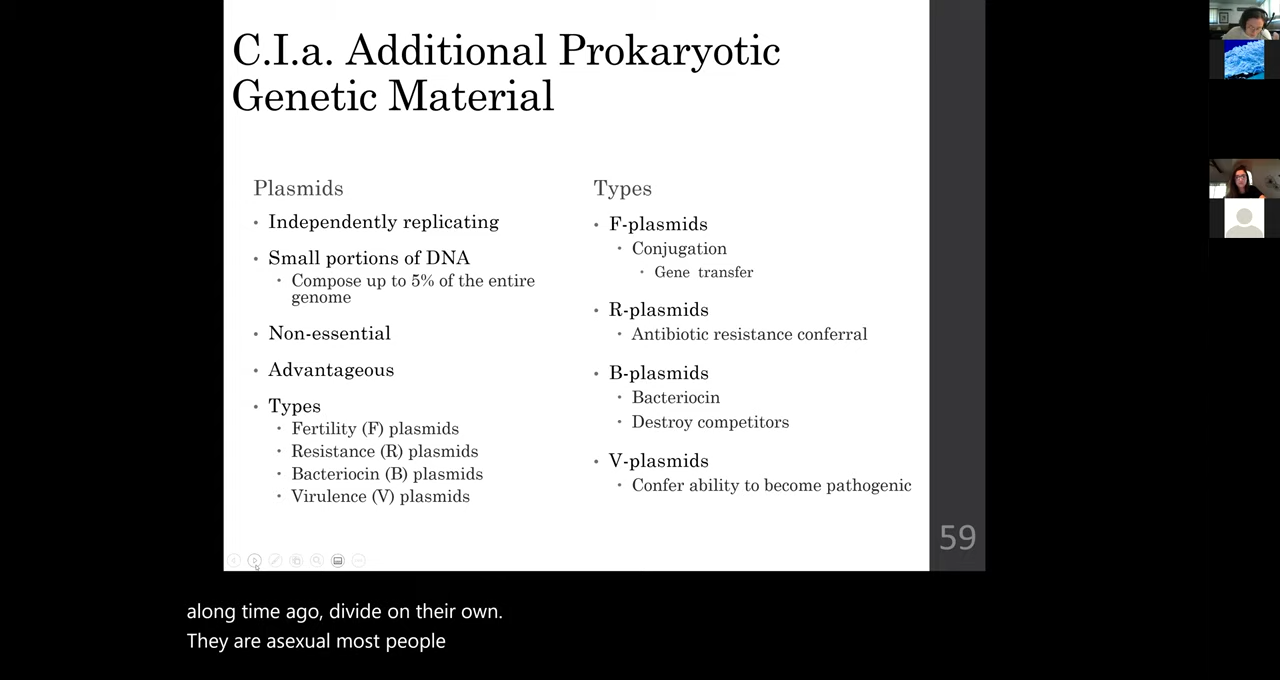 C.I.a. Additional Prokaryotic
Genetic Material
Plasmids
• Independently replicating
• Small portions of DNA
• Compose up to 5% of the entire
genome
• Non-essential
• Advantageous
• Types
• Fertility (F) plasmids
• Resistance (R) plasmids
• Bacteriocin (B) plasmids
• Virulence (V) plasmids
Types
• F-plasmids
• Conjugation
• Gene transfer
• R-plasmids
• Antibiotic resistance conferral
• B-plasmids
• Bacteriocin
• Destroy competitors
• V-plasmids
• Confer ability to become pathogenic
59
along time ago, divide on their own.
They are asexual most people